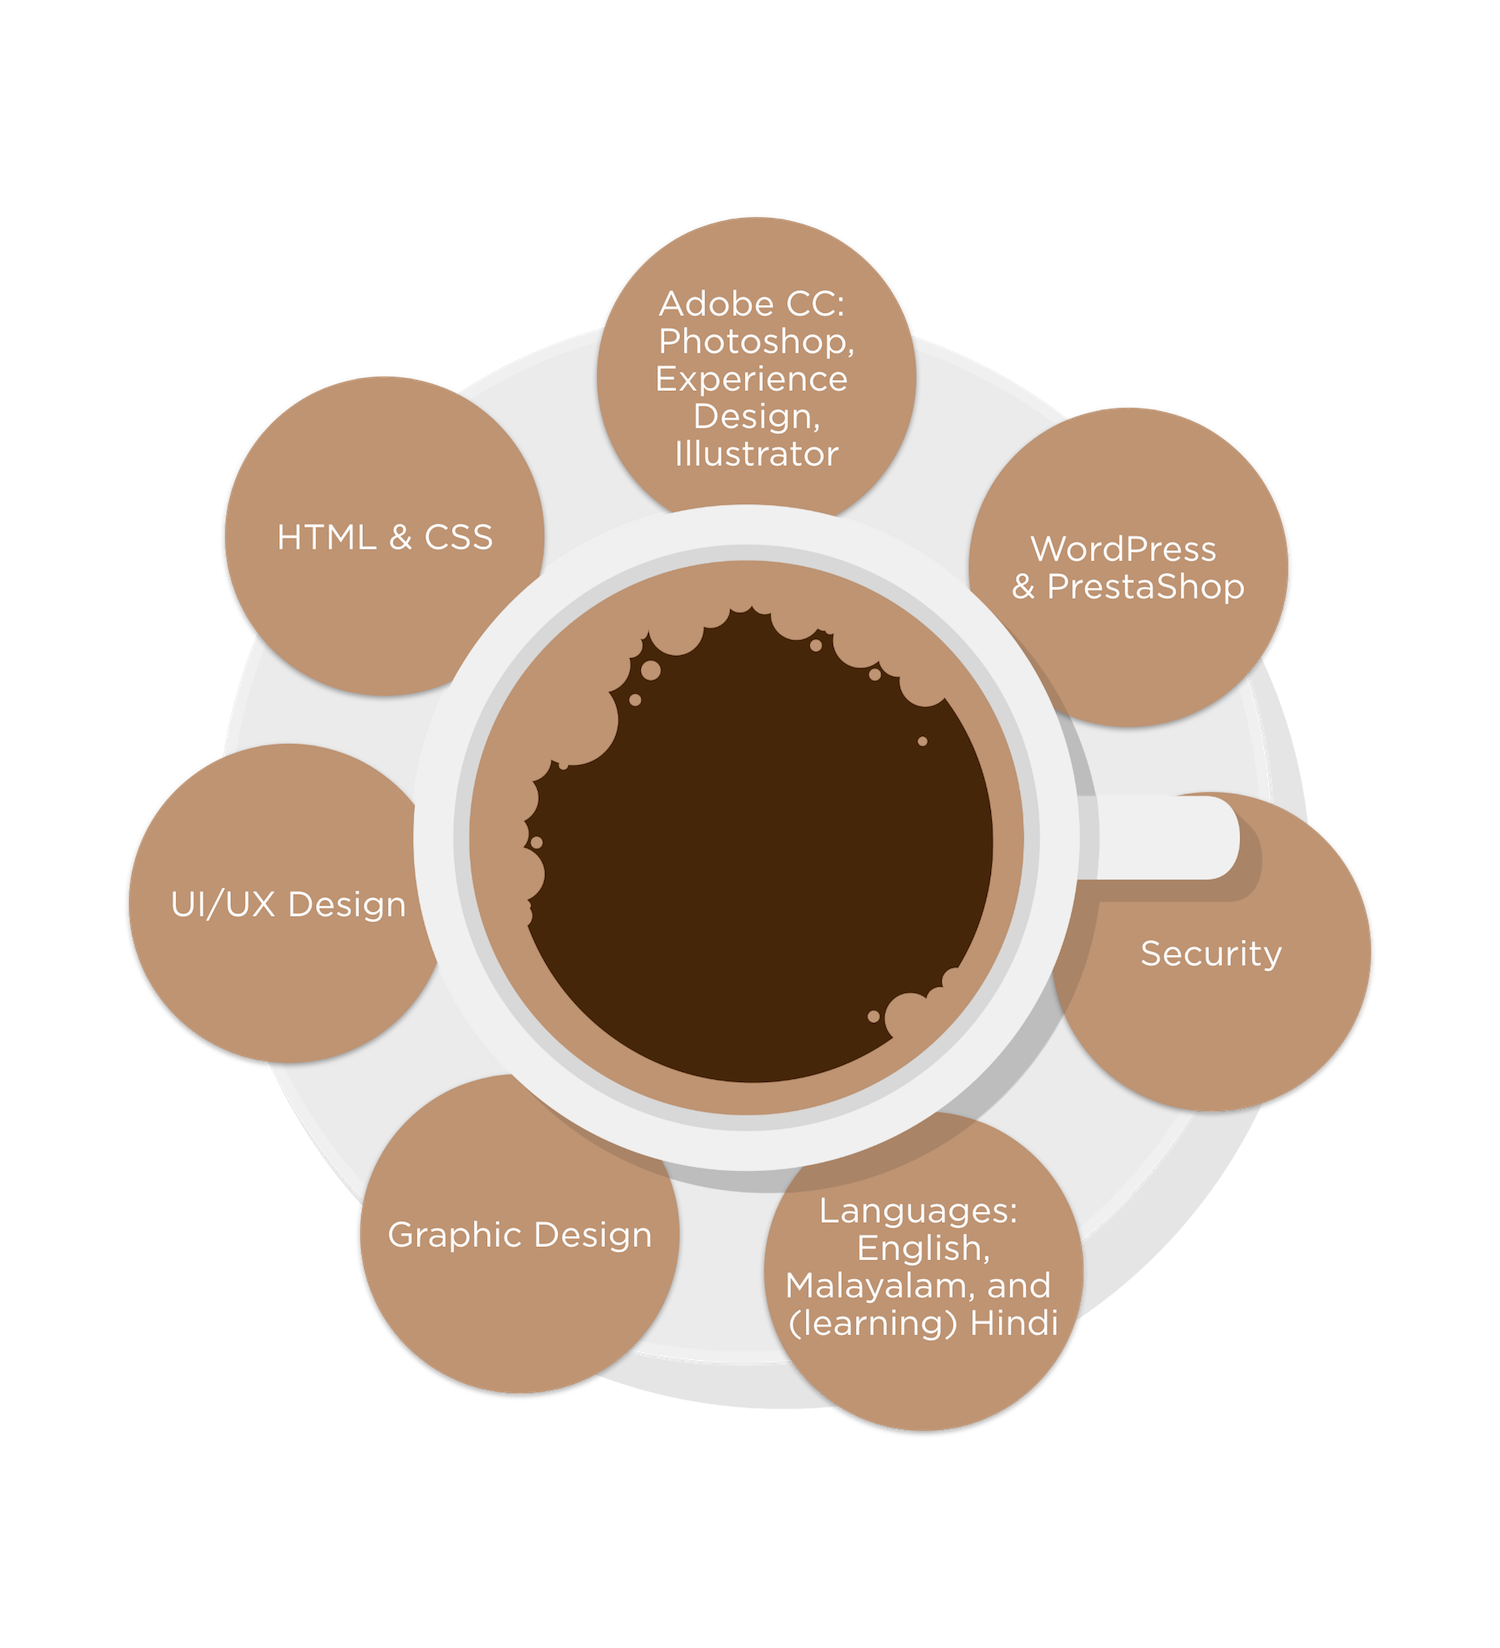 Adobe CC:
Photoshop,
Experience
Design,
Illustrator
WordPress
& PrestaShop
Security
Languages:
English,
Malayalam, and
(learning) Hindi
Graphic Design
UI/UX Design
HTML & CSS